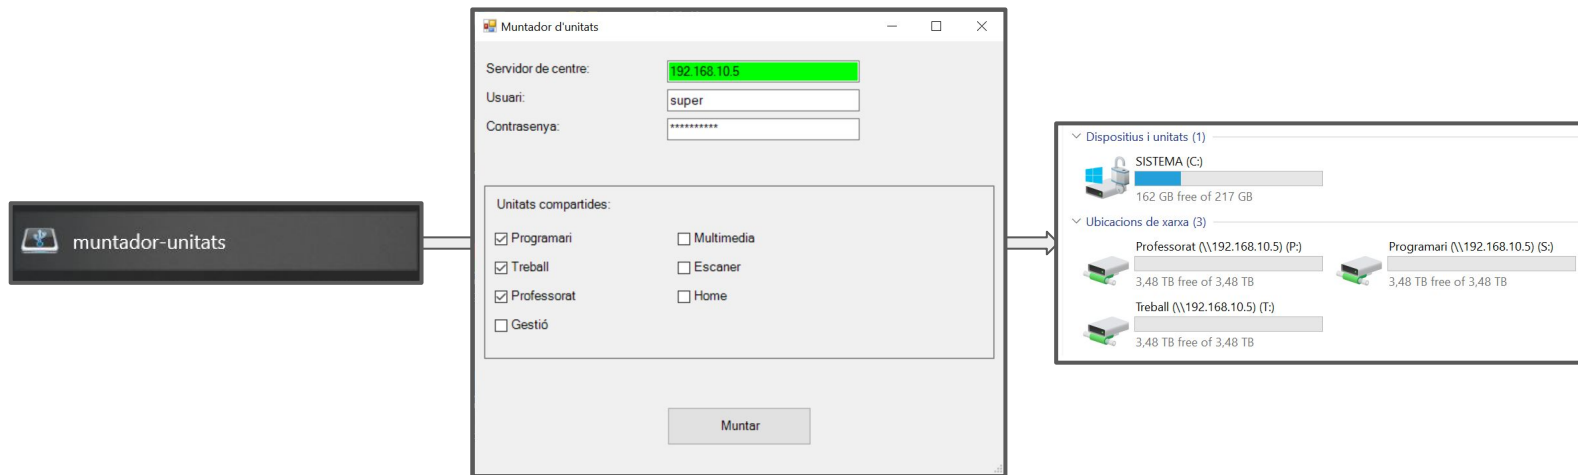 muntador-unitats
Muntador d'unitats
Servidor de centre:
192.168.10.5
Usuari:
super
Contrasenya:
**********
Unitats compartides:
Programari
Multimedia
Treball
Escaner
Professorat
Home
Gestió
Muntar
Dispositius i unitats (1)
SISTEMA (C:)
162 GB free of 217 GB
Ubicacions de xarxa (3)
Professorat (\\192.168.10.5) (P:)
3,48 TB free of 3,48 TB
Programari (\\192.168.10.5) (S:)
3,48 TB free of 3,48 TB
Treball (\\192.168.10.5) (T:)
3,48 TB free of 3,48 TB